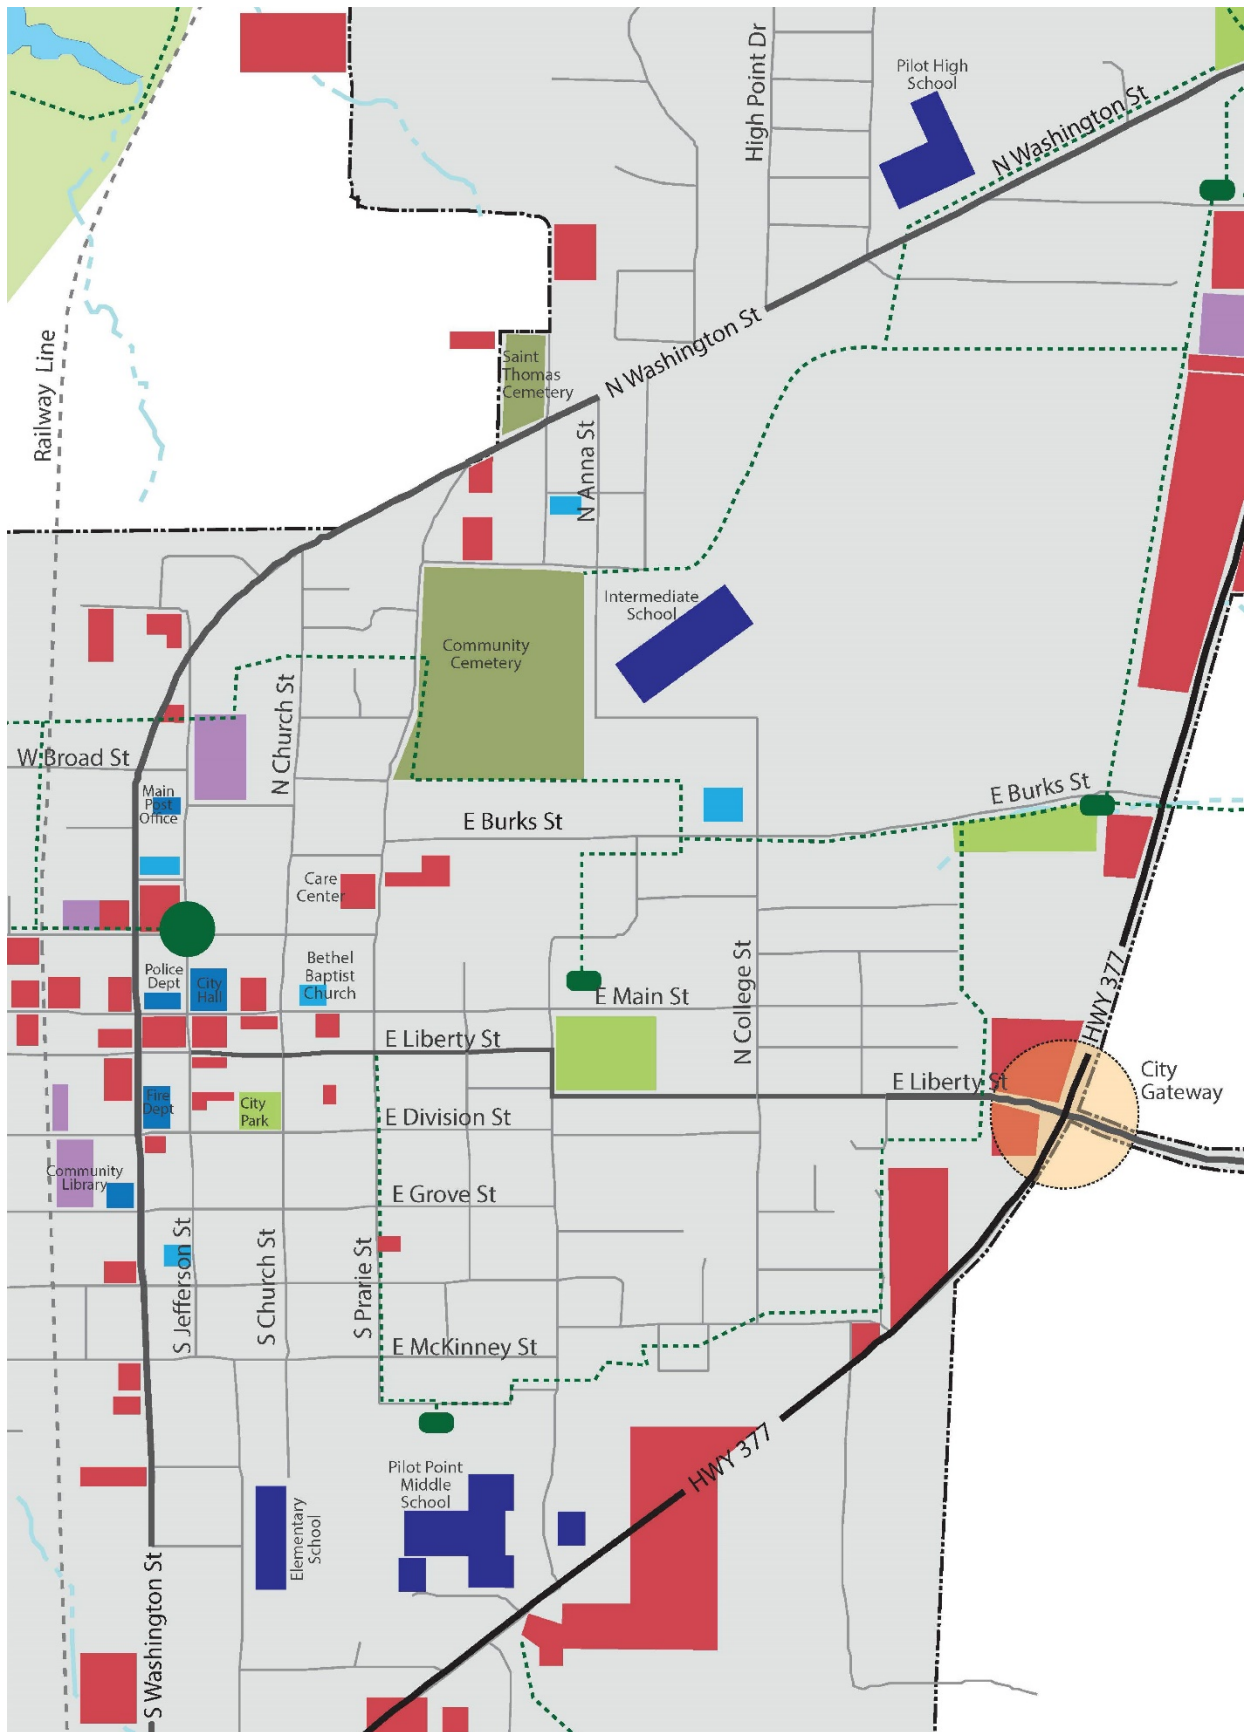 High Point Dr
Pilot High
School
N Washington St
Railway Line
N Washington St
Saint
Thomas
Cemetery
N Anna St
Intermediate
School
Community
Cemetery
N Church St
W Broad St
Main
Post
Office
E Burks St
E Burks St
Care
Center
Police
Dept
City
Hall
Bethel
Baptist
Church
E Main St
N College St
HWY 377
E Liberty St
E Liberty St
City
Gateway
Fire
Dept
City
Park
E Division St
Community
Library
E Grove St
S Jefferson St
S Church St
S Prarie St
E McKinney St
HWY 377
Pilot Point
Middle
School
Elementary
School
S Washington St